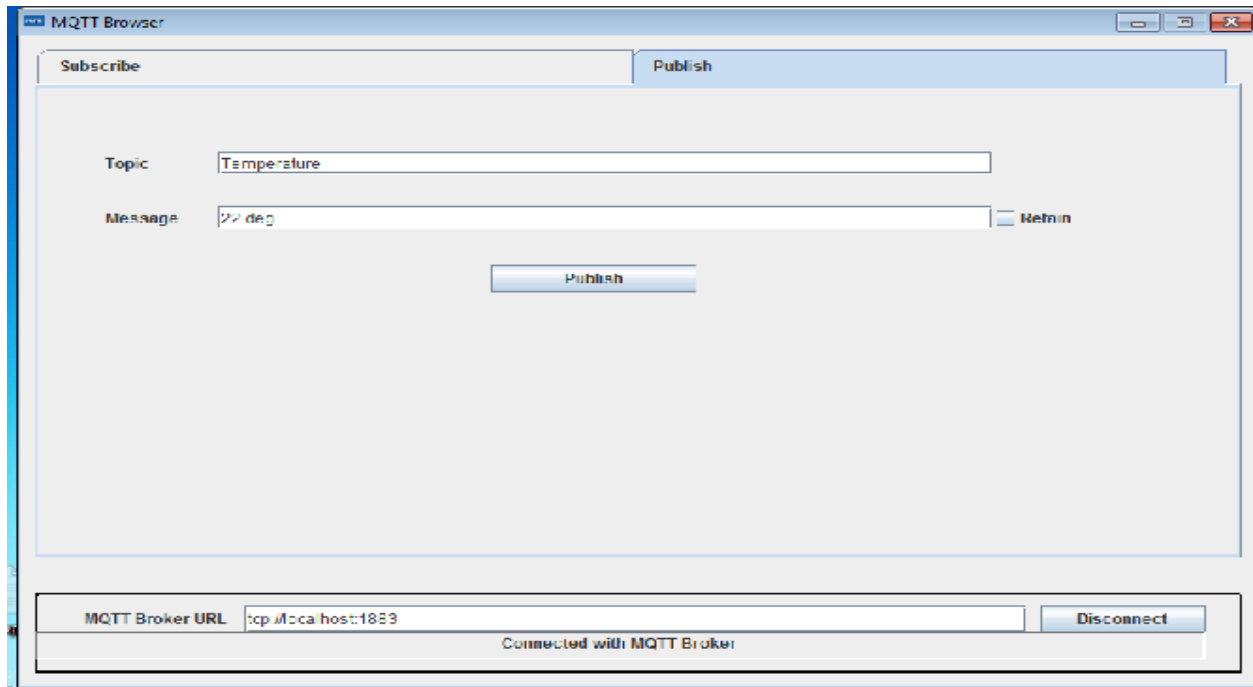 MQTT Browser
Subscribe Publish
Topic Temperature
Message 22 deg Retain
Publish
MQTT Broker URL tcp://localhost:1883 Disconnect
Connected with MQTT Broker